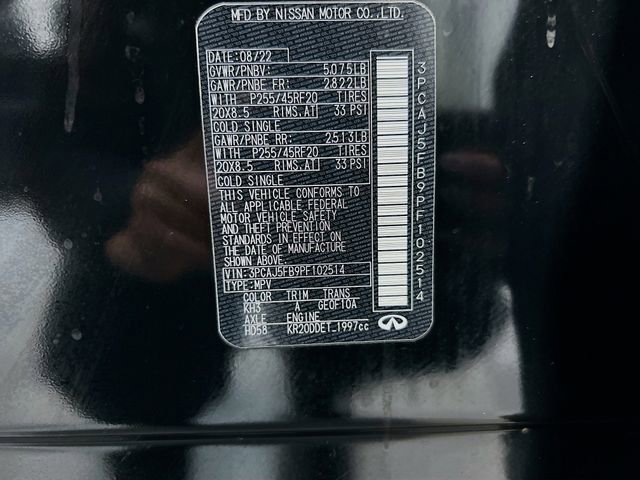 MFD BY NISSAN MOTOR CO.,LTD.
DATE: 08/22
GVWR/PNBV: 5075LB
GAWR/PNBE FR: 2822LB
WITH P255/45RF20 TIRES
20X8.5 RIMS.AT 33 PSI
COLD SINGLE
GAWR/PNBE RR: 2513LB
WITH P255/45RF20 TIRES
20X8.5 RIMS.AT 33 PSI
COLD SINGLE
THIS VEHICLE CONFORMS TO
ALL APPLICABLE FEDERAL
MOTOR VEHICLE SAFETY
AND THEFT PREVENTION
STANDARDS IN EFFECT ON
THE DATE OF MANUFACTURE
SHOWN ABOVE
VIN: 3PCAJ5FB9PF102514
TYPE: MPV
COLOR TRIM TRANS
KH3 A GE0F10A
AXLE ENGINE
HD58 KR20DDET.1997cc
3PCAJ5FB9PF102514